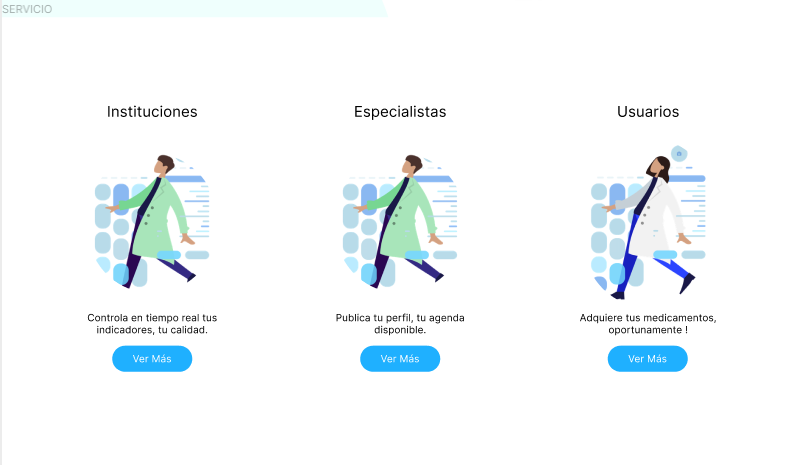 SERVICIO
Instituciones
Especialistas
Usuarios
Controla en tiempo real tus
indicadores, tu calidad.
Publica tu perfil, tu agenda
disponible.
Adquiere tus medicamentos,
oportunamente !
Ver Más
Ver Más
Ver Más